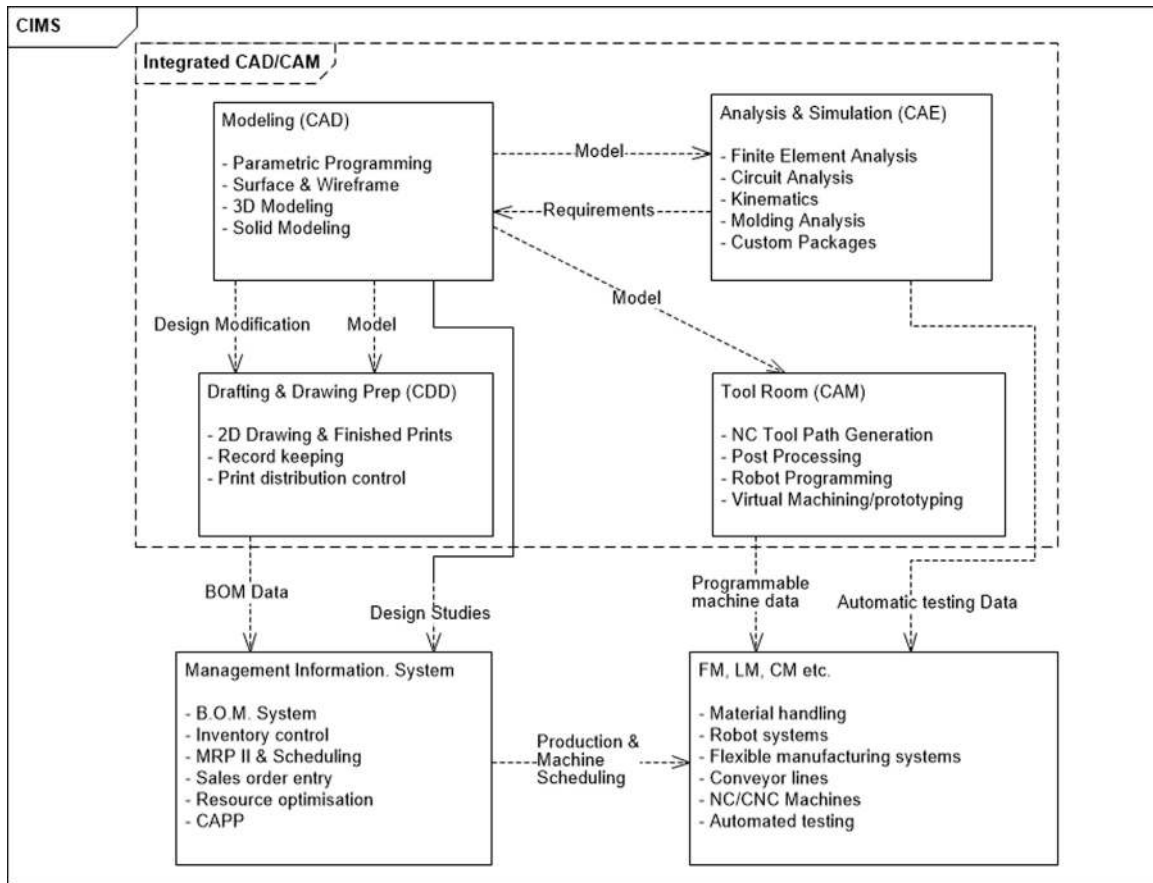 CIMS
Integrated CAD/CAM
Modeling (CAD)
- Parametric Programming
- Surface & Wireframe
- 3D Modeling
- Solid Modeling
Model
Requirements
Analysis & Simulation (CAE)
- Finite Element Analysis
- Circuit Analysis
- Kinematics
- Molding Analysis
- Custom Packages
Design Modification
Model
Model
Drafting & Drawing Prep (CDD)
- 2D Drawing & Finished Prints
- Record keeping
- Print distribution control
Tool Room (CAM)
- NC Tool Path Generation
- Post Processing
- Robot Programming
- Virtual Machining/prototyping
BOM Data
Design Studies
Programmable
machine data
Automatic testing Data
Management Information. System
- B.O.M. System
- Inventory control
- MRP II & Scheduling
- Sales order entry
- Resource optimisation
- CAPP
Production &
Machine
Scheduling
FM, LM, CM etc.
- Material handling
- Robot systems
- Flexible manufacturing systems
- Conveyor lines
- NC/CNC Machines
- Automated testing